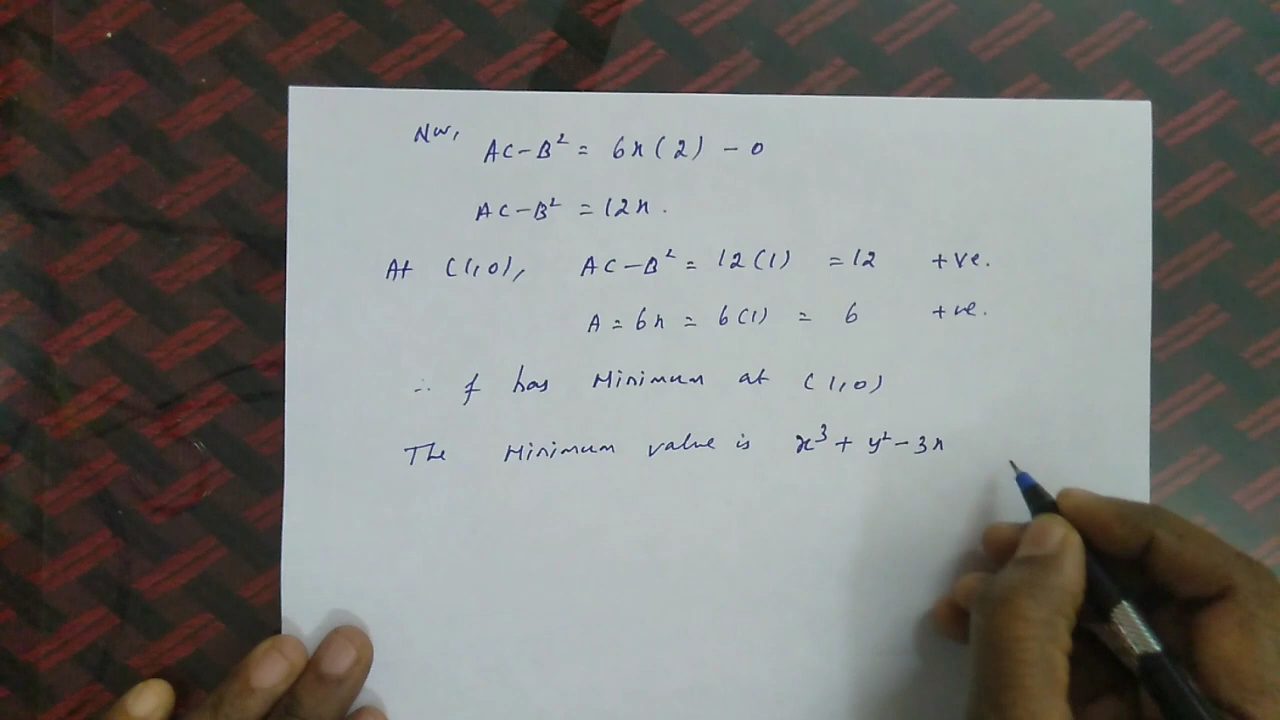 Nw, AC-B² = 6x(2) - 0
AC-B² = 12x.
At (1,0), AC-B² = 12(1) = 12 +ve.
A = 6x = 6(1) = 6 +ve.
∴ f has Minimum at (1,0)
The Minimum value is x³ + y² - 3x